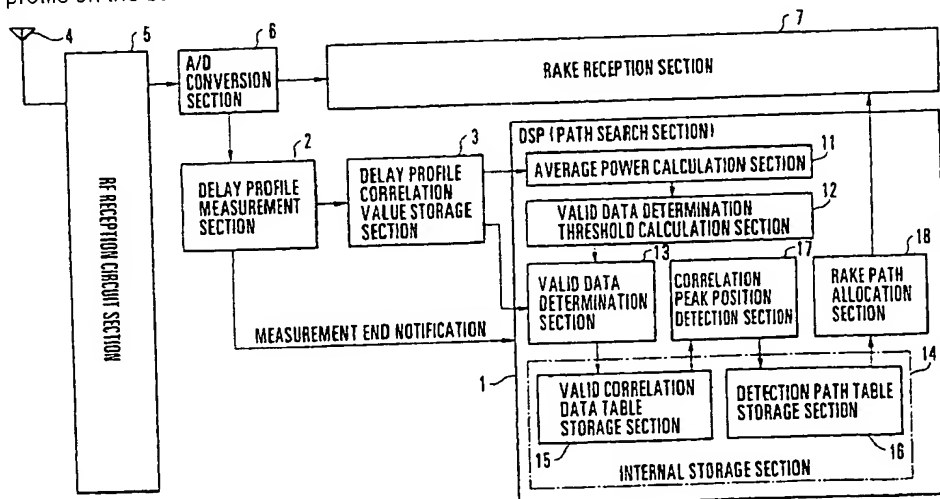 4
5
6
7
A/D
CONVERSION
SECTION
RAKE RECEPTION SECTION
RF RECEPTION CIRCUIT SECTION
2
DELAY PROFILE
MEASUREMENT
SECTION
3
DELAY PROFILE
CORRELATION
VALUE STORAGE
SECTION
DSP (PATH SEARCH SECTION)
11
AVERAGE POWER CALCULATION SECTION
12
VALID DATA DETERMINATION
THRESHOLD CALCULATION SECTION
13
VALID DATA
DETERMINATION
SECTION
17
CORRELATION
PEAK POSITION
DETECTION SECTION
18
RAKE PATH
ALLOCATION
SECTION
MEASUREMENT END NOTIFICATION
1
14
VALID CORRELATION
DATA TABLE
STORAGE SECTION
15
DETECTION PATH TABLE
STORAGE SECTION
16
INTERNAL STORAGE SECTION